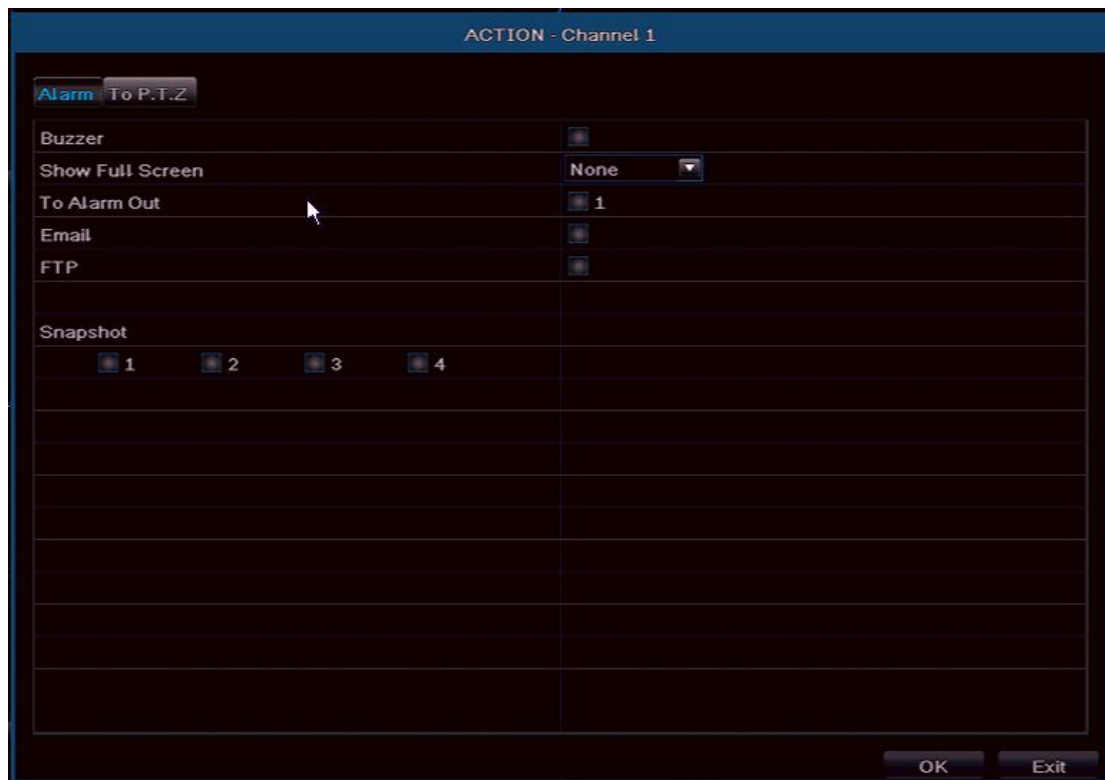 ACTION - Channel 1
Alarm To P.T.Z
Buzzer
Show Full Screen None
To Alarm Out 1
Email
FTP
Snapshot
1 2 3 4
OK Exit